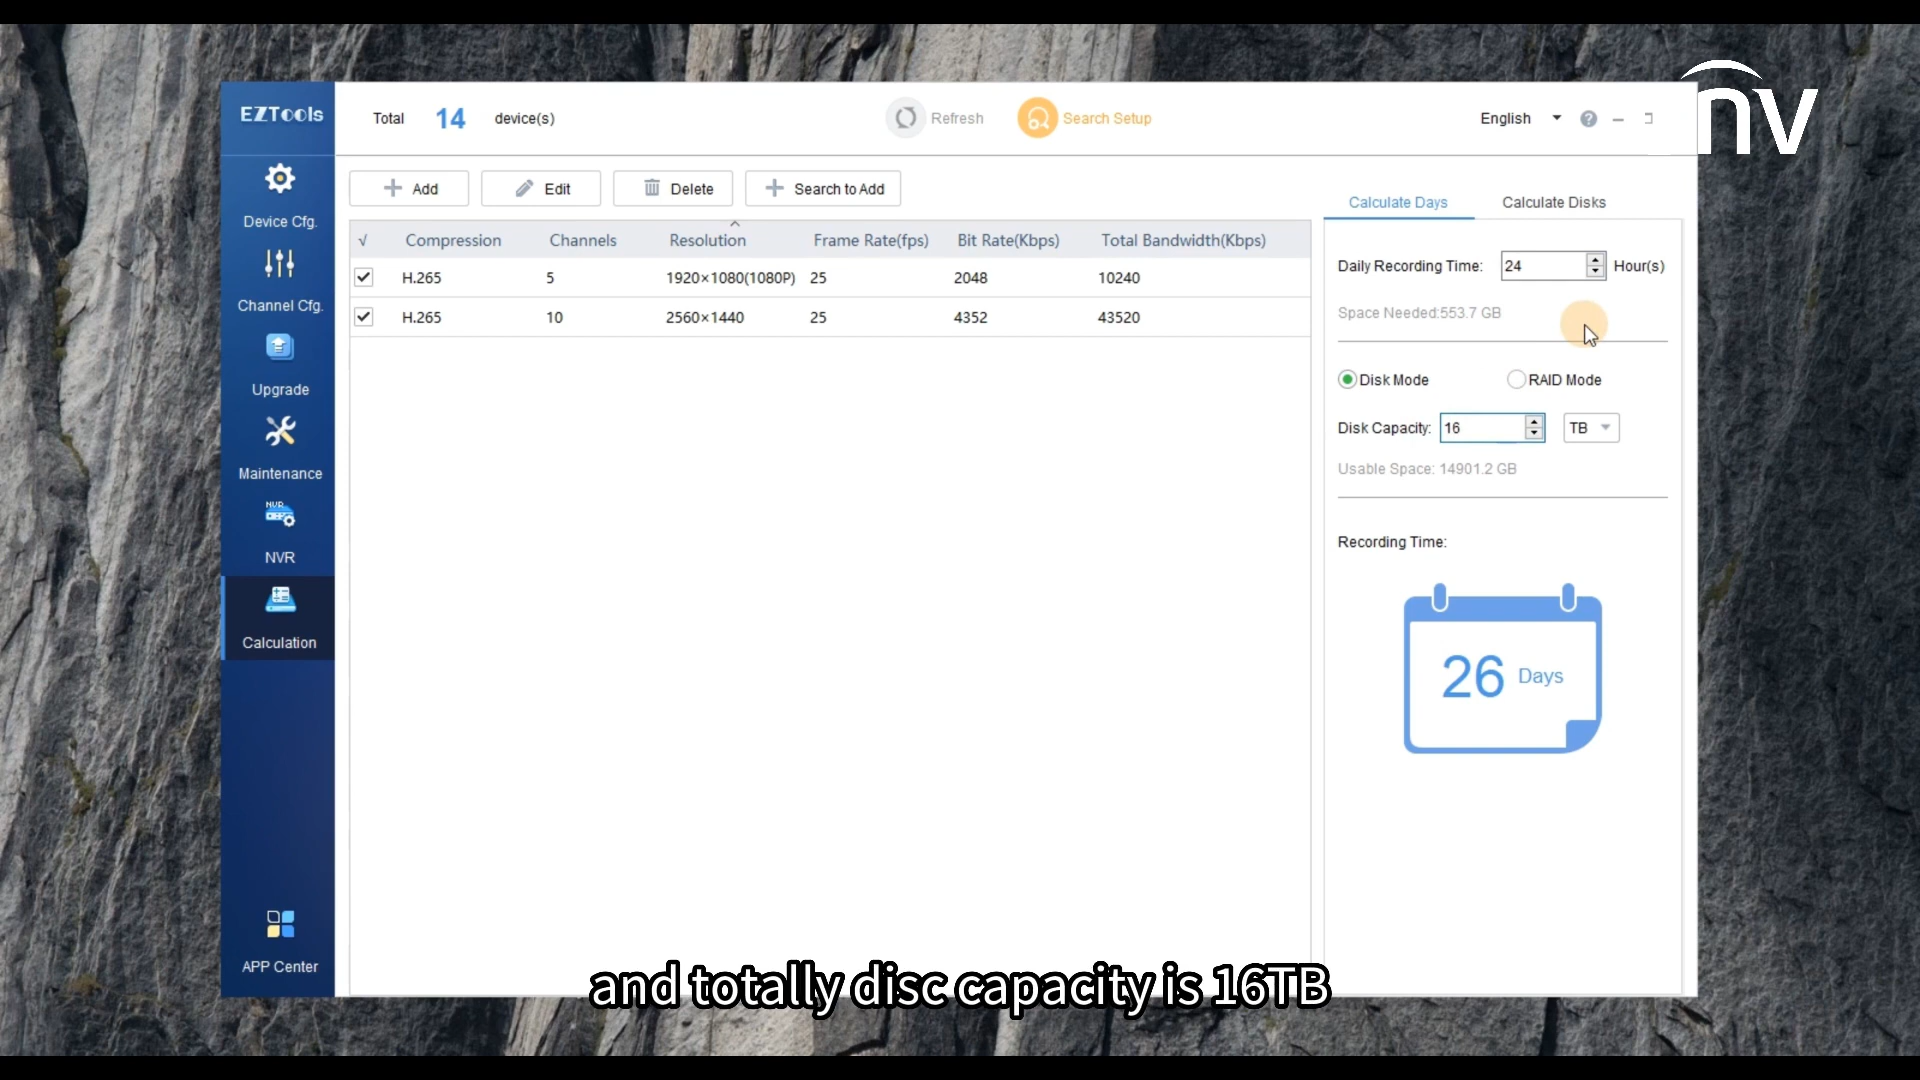 EZTools
Total 14 device(s)
Refresh
Search Setup
English
nv
Device Cfg.
Channel Cfg.
Upgrade
Maintenance
NVR
NVR
Calculation
APP Center
Add
Edit
Delete
Search to Add
√ Compression Channels Resolution Frame Rate(fps) Bit Rate(Kbps) Total Bandwidth(Kbps)
H.265 5 1920×1080(1080P) 25 2048 10240
H.265 10 2560×1440 25 4352 43520
Calculate Days
Calculate Disks
Daily Recording Time: 24 Hour(s)
Space Needed:553.7 GB
Disk Mode
RAID Mode
Disk Capacity: 16 TB
Usable Space: 14901.2 GB
Recording Time:
26 Days
and totally disc capacity is 16TB